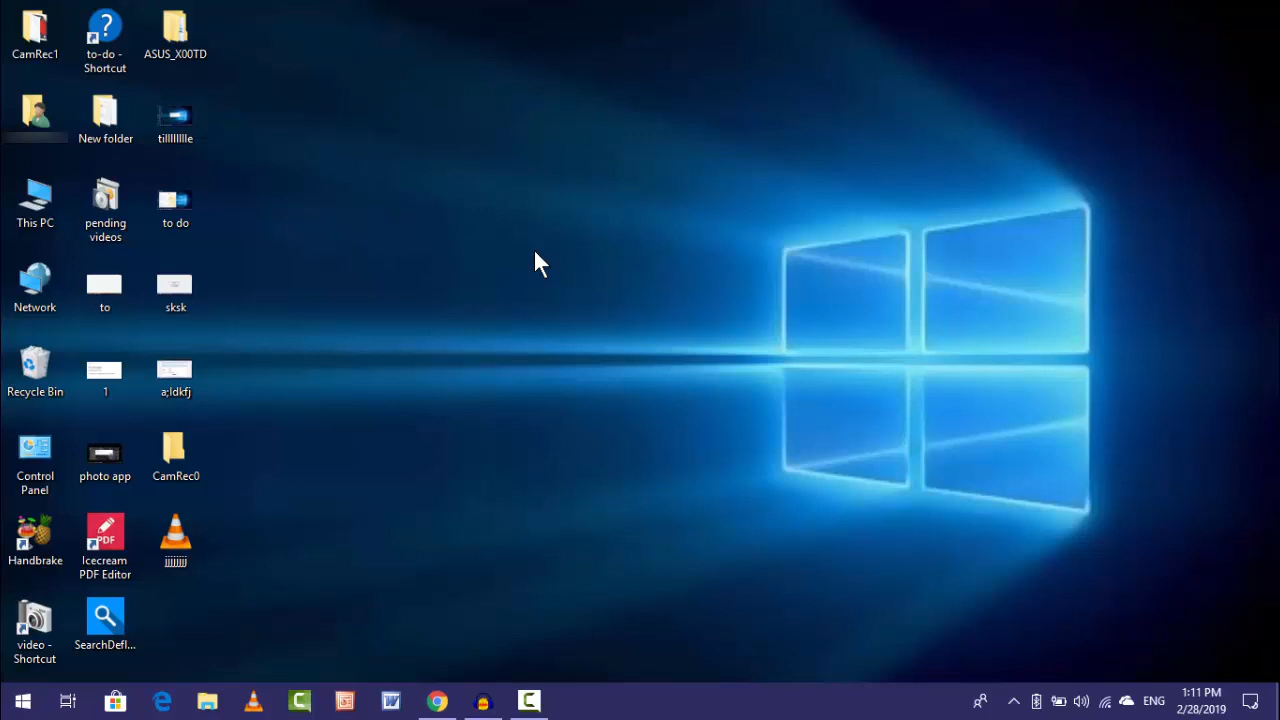 CamRec1
to-do -
Shortcut
ASUS_X00TD
New folder
tillllllllle
This PC
pending
videos
to do
Network
to
sksk
Recycle Bin
1
a;ldkfj
Control
Panel
photo app
CamRec0
Handbrake
Icecream
PDF Editor
jjjjjjjj
video -
Shortcut
SearchDefl...
ENG
1:11 PM
2/28/2019